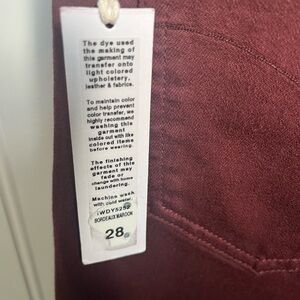 The dye used
the making of
this garment may
transfer onto
light colored
upholstery,
leather & fabrics.
To maintain color
and help prevent
color transfer, we
highly recommend
washing this
garment
inside out with like
colored items
before wearing.
The finishing
effects of this
garment may
fade or
change with home
laundering.
Machine wash
with cold water.
BORDEAUX MAROON
28